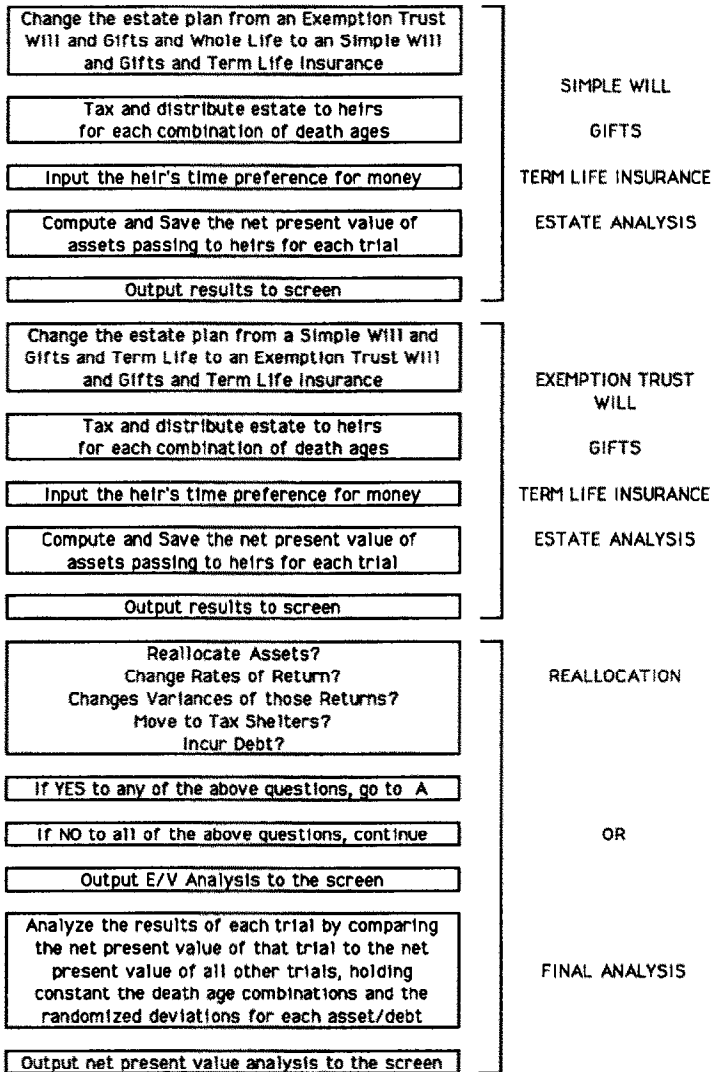 Change the estate plan from an Exemption Trust
Will and Gifts and Whole Life to an Simple Will
and Gifts and Term Life Insurance
Tax and distribute estate to heirs
for each combination of death ages
Input the heir's time preference for money
Compute and Save the net present value of
assets passing to heirs for each trial
Output results to screen
SIMPLE WILL
GIFTS
TERM LIFE INSURANCE
ESTATE ANALYSIS
Change the estate plan from a Simple Will and
Gifts and Term Life to an Exemption Trust Will
and Gifts and Term Life Insurance
Tax and distribute estate to heirs
for each combination of death ages
Input the heir's time preference for money
Compute and Save the net present value of
assets passing to heirs for each trial
Output results to screen
EXEMPTION TRUST
WILL
GIFTS
TERM LIFE INSURANCE
ESTATE ANALYSIS
Reallocate Assets?
Change Rates of Return?
Changes Variances of those Returns?
Move to Tax Shelters?
Incur Debt?
If YES to any of the above questions, go to A
If NO to all of the above questions, continue
Output E/V Analysis to the screen
Analyze the results of each trial by comparing
the net present value of that trial to the net
present value of all other trials, holding
constant the death age combinations and the
randomized deviations for each asset/debt
Output net present value analysis to the screen
REALLOCATION
OR
FINAL ANALYSIS